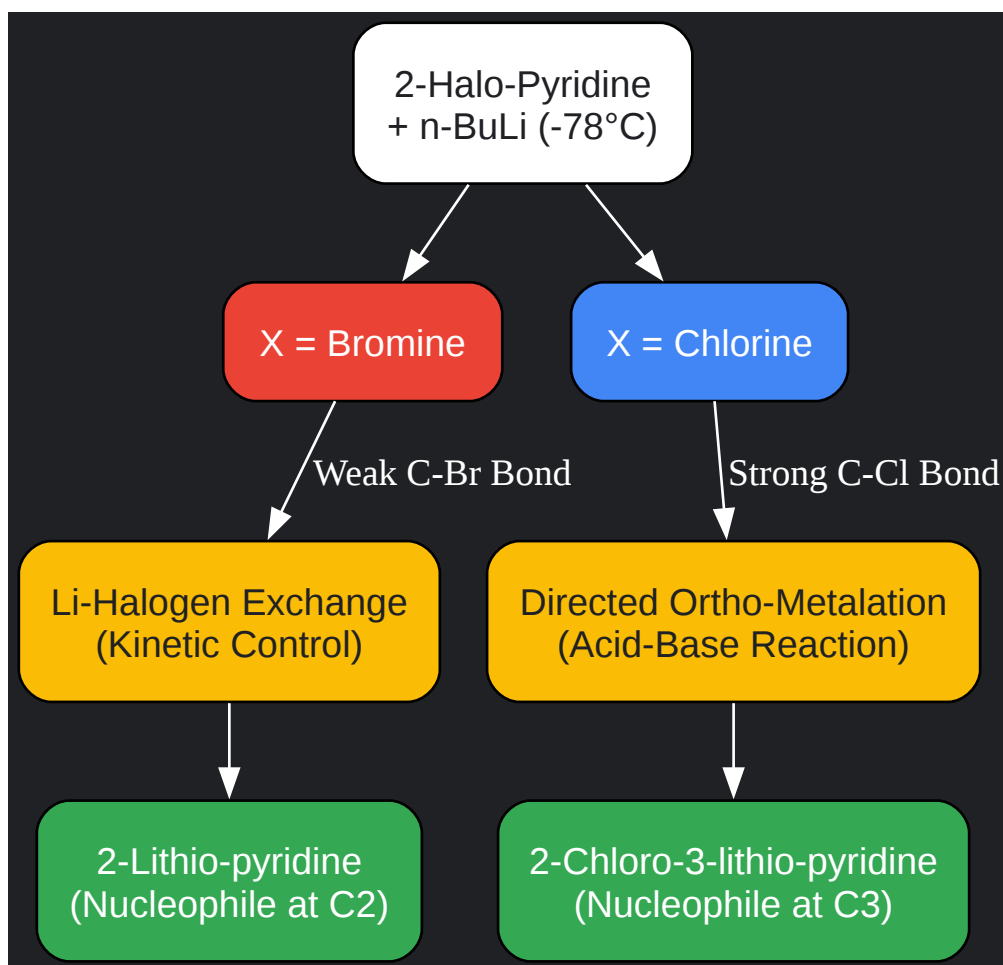 2-Halo-Pyridine
+ n-BuLi (-78°C)
X = Bromine
X = Chlorine
Weak C-Br Bond
Strong C-Cl Bond
Li-Halogen Exchange
(Kinetic Control)
Directed Ortho-Metalation
(Acid-Base Reaction)
2-Lithio-pyridine
(Nucleophile at C2)
2-Chloro-3-lithio-pyridine
(Nucleophile at C3)